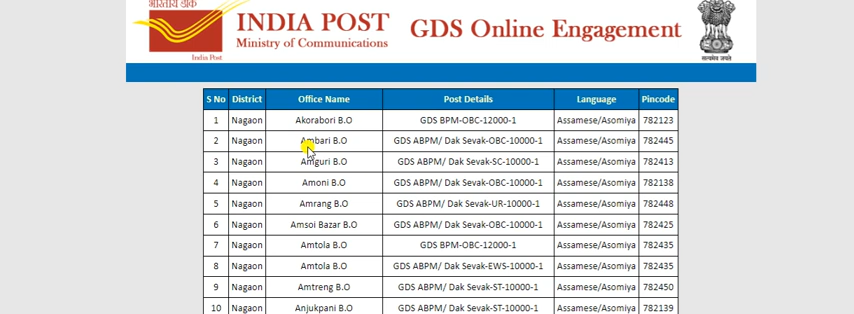 भारतीय डाक
INDIA POST
Ministry of Communications
India Post
GDS Online Engagement
सत्यमेव जयते
S No District Office Name Post Details Language Pincode
1 Nagaon Akorabori B.O GDS BPM-OBC-12000-1 Assamese/Asomiya 782123
2 Nagaon Ambari B.O GDS ABPM/ Dak Sevak-OBC-10000-1 Assamese/Asomiya 782445
3 Nagaon Amguri B.O GDS ABPM/ Dak Sevak-SC-10000-1 Assamese/Asomiya 782413
4 Nagaon Amoni B.O GDS ABPM/ Dak Sevak-OBC-10000-1 Assamese/Asomiya 782138
5 Nagaon Amrang B.O GDS ABPM/ Dak Sevak-UR-10000-1 Assamese/Asomiya 782448
6 Nagaon Amsoi Bazar B.O GDS ABPM/ Dak Sevak-OBC-10000-1 Assamese/Asomiya 782425
7 Nagaon Amtola B.O GDS BPM-OBC-12000-1 Assamese/Asomiya 782435
8 Nagaon Amtola B.O GDS ABPM/ Dak Sevak-EWS-10000-1 Assamese/Asomiya 782435
9 Nagaon Amtreng B.O GDS ABPM/ Dak Sevak-ST-10000-1 Assamese/Asomiya 782450
10 Nagaon Anjukpani B.O GDS ABPM/ Dak Sevak-ST-10000-1 Assamese/Asomiya 782139